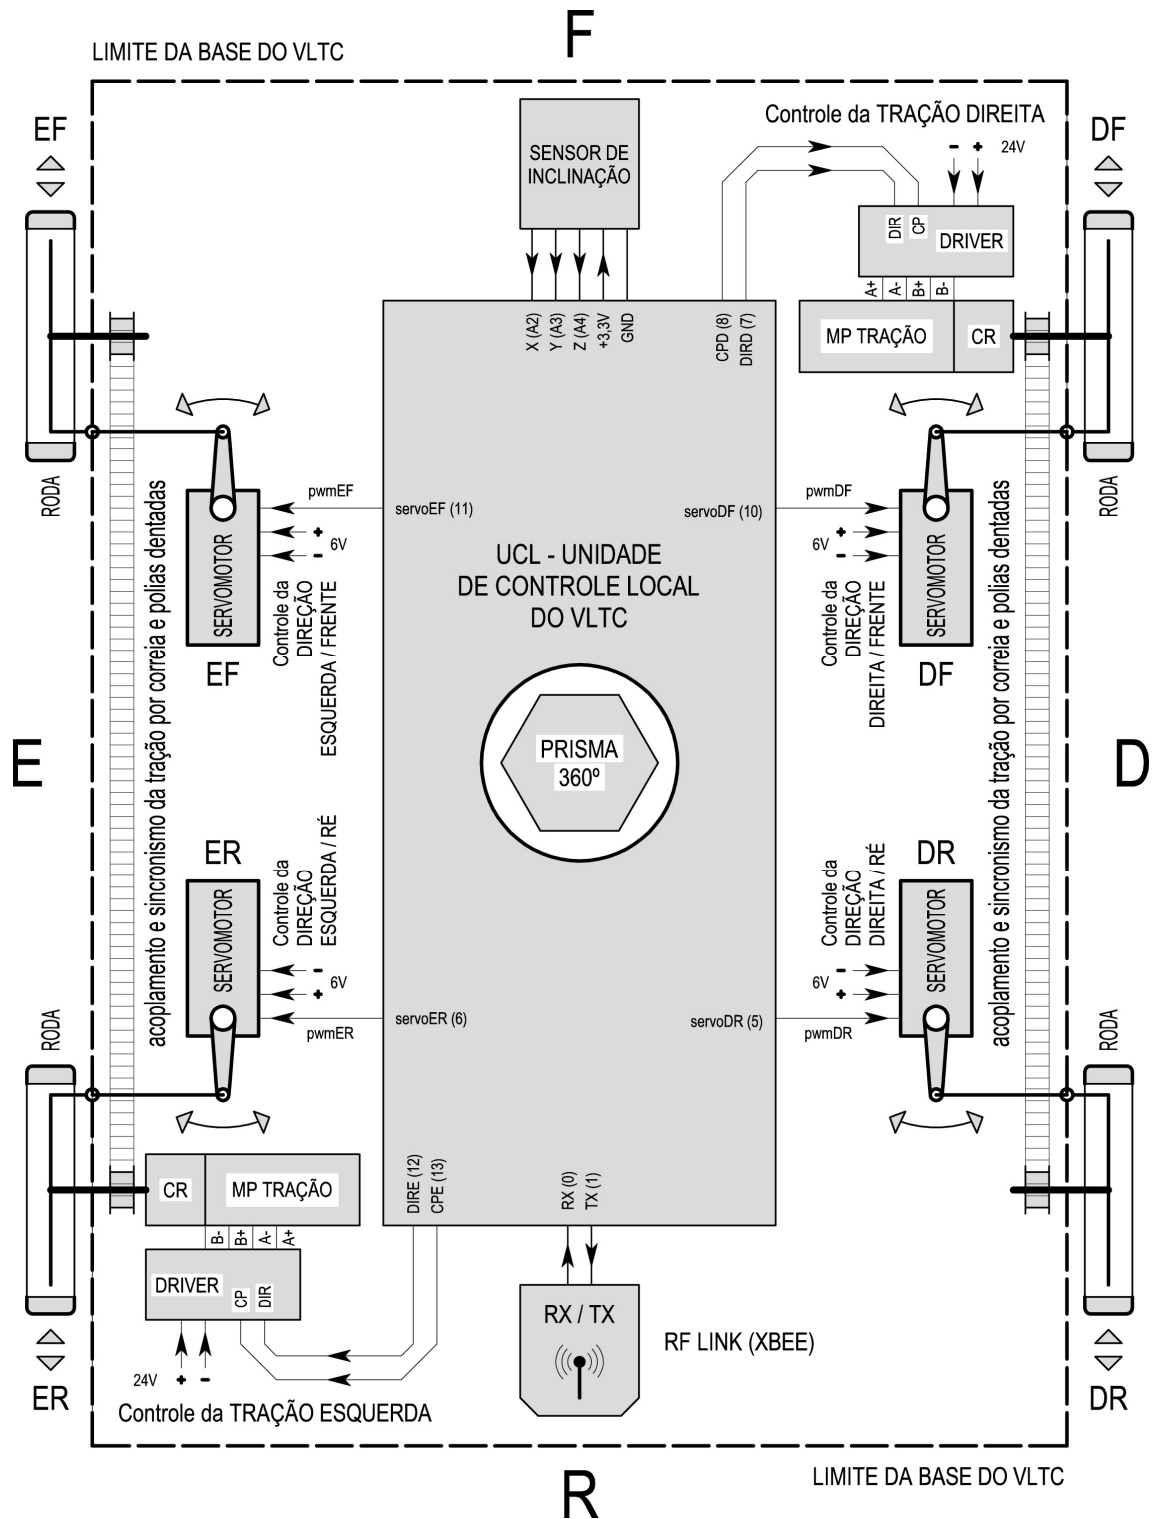 F
LIMITE DA BASE DO VLTC
EF
RODA
SENSOR DE
INCLINAÇÃO
Controle da TRAÇÃO DIREITA
- + 24V
DIR
CP
DRIVER
A+
A-
B+
B-
MP TRAÇÃO
CR
DF
RODA
X (A2)
Y (A3)
Z (A4)
+3,3V
GND
CPD (8)
DIRD (7)
acoplamento e sincronismo da tração por correia e polias dentadas
SERVOMOTOR
EF
pwmEF
+
6V
-
Controle da
DIREÇÃO
ESQUERDA / FRENTE
servoEF (11)
servoDF (10)
pwmDF
+
6V
-
Controle da
DIREÇÃO
DIREITA / FRENTE
SERVOMOTOR
DF
acoplamento e sincronismo da tração por correia e polias dentadas
UCL - UNIDADE
DE CONTROLE LOCAL
DO VLTC
PRISMA
360º
E
D
ER
SERVOMOTOR
Controle da
DIREÇÃO
ESQUERDA / RÉ
-
6V
+
pwmER
servoER (6)
servoDR (5)
Controle da
DIREÇÃO
DIREITA / RÉ
-
6V
+
pwmDR
DR
SERVOMOTOR
RODA
RODA
CR
MP TRAÇÃO
B-
B+
A-
A+
DRIVER
CP
DIR
24V + -
Controle da TRAÇÃO ESQUERDA
ER
DIRE (12)
CPE (13)
RX (0)
TX (1)
RX / TX
RF LINK (XBEE)
DR
LIMITE DA BASE DO VLTC
R